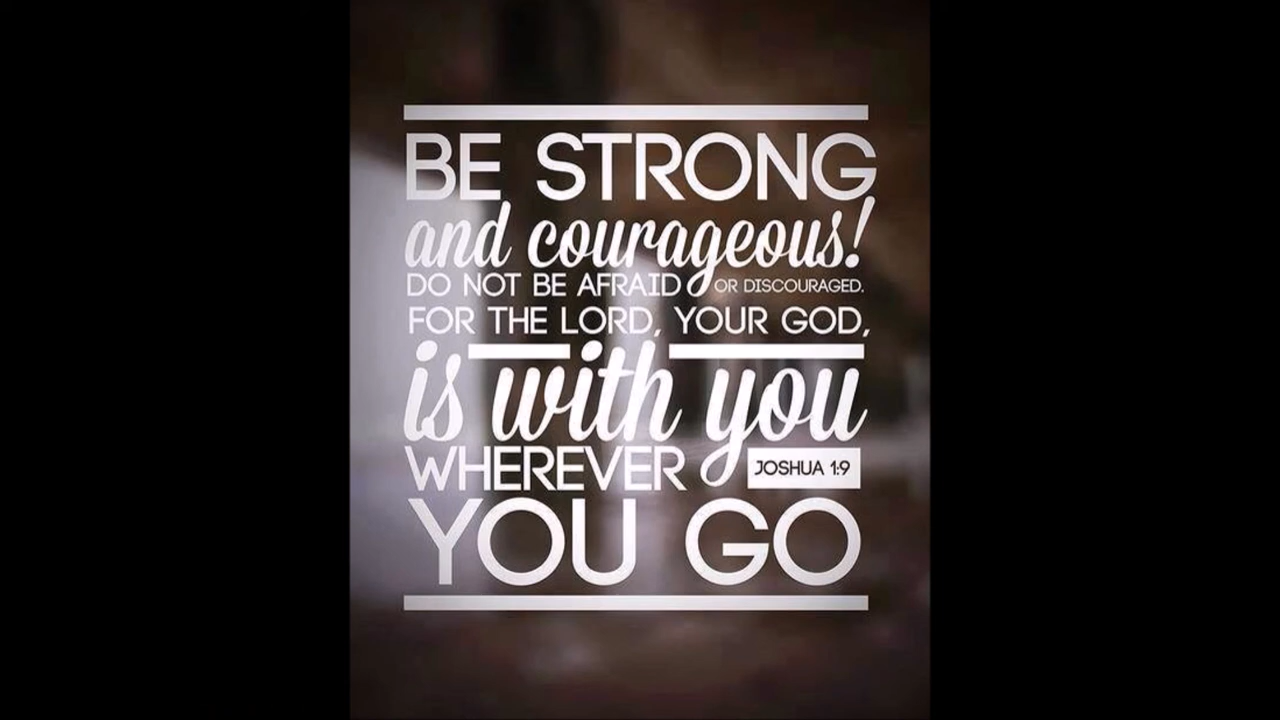 BE STRONG
and courageous!
DO NOT BE AFRAID OR DISCOURAGED.
FOR THE LORD, YOUR GOD,
is with you
WHEREVER JOSHUA 1:9
YOU GO